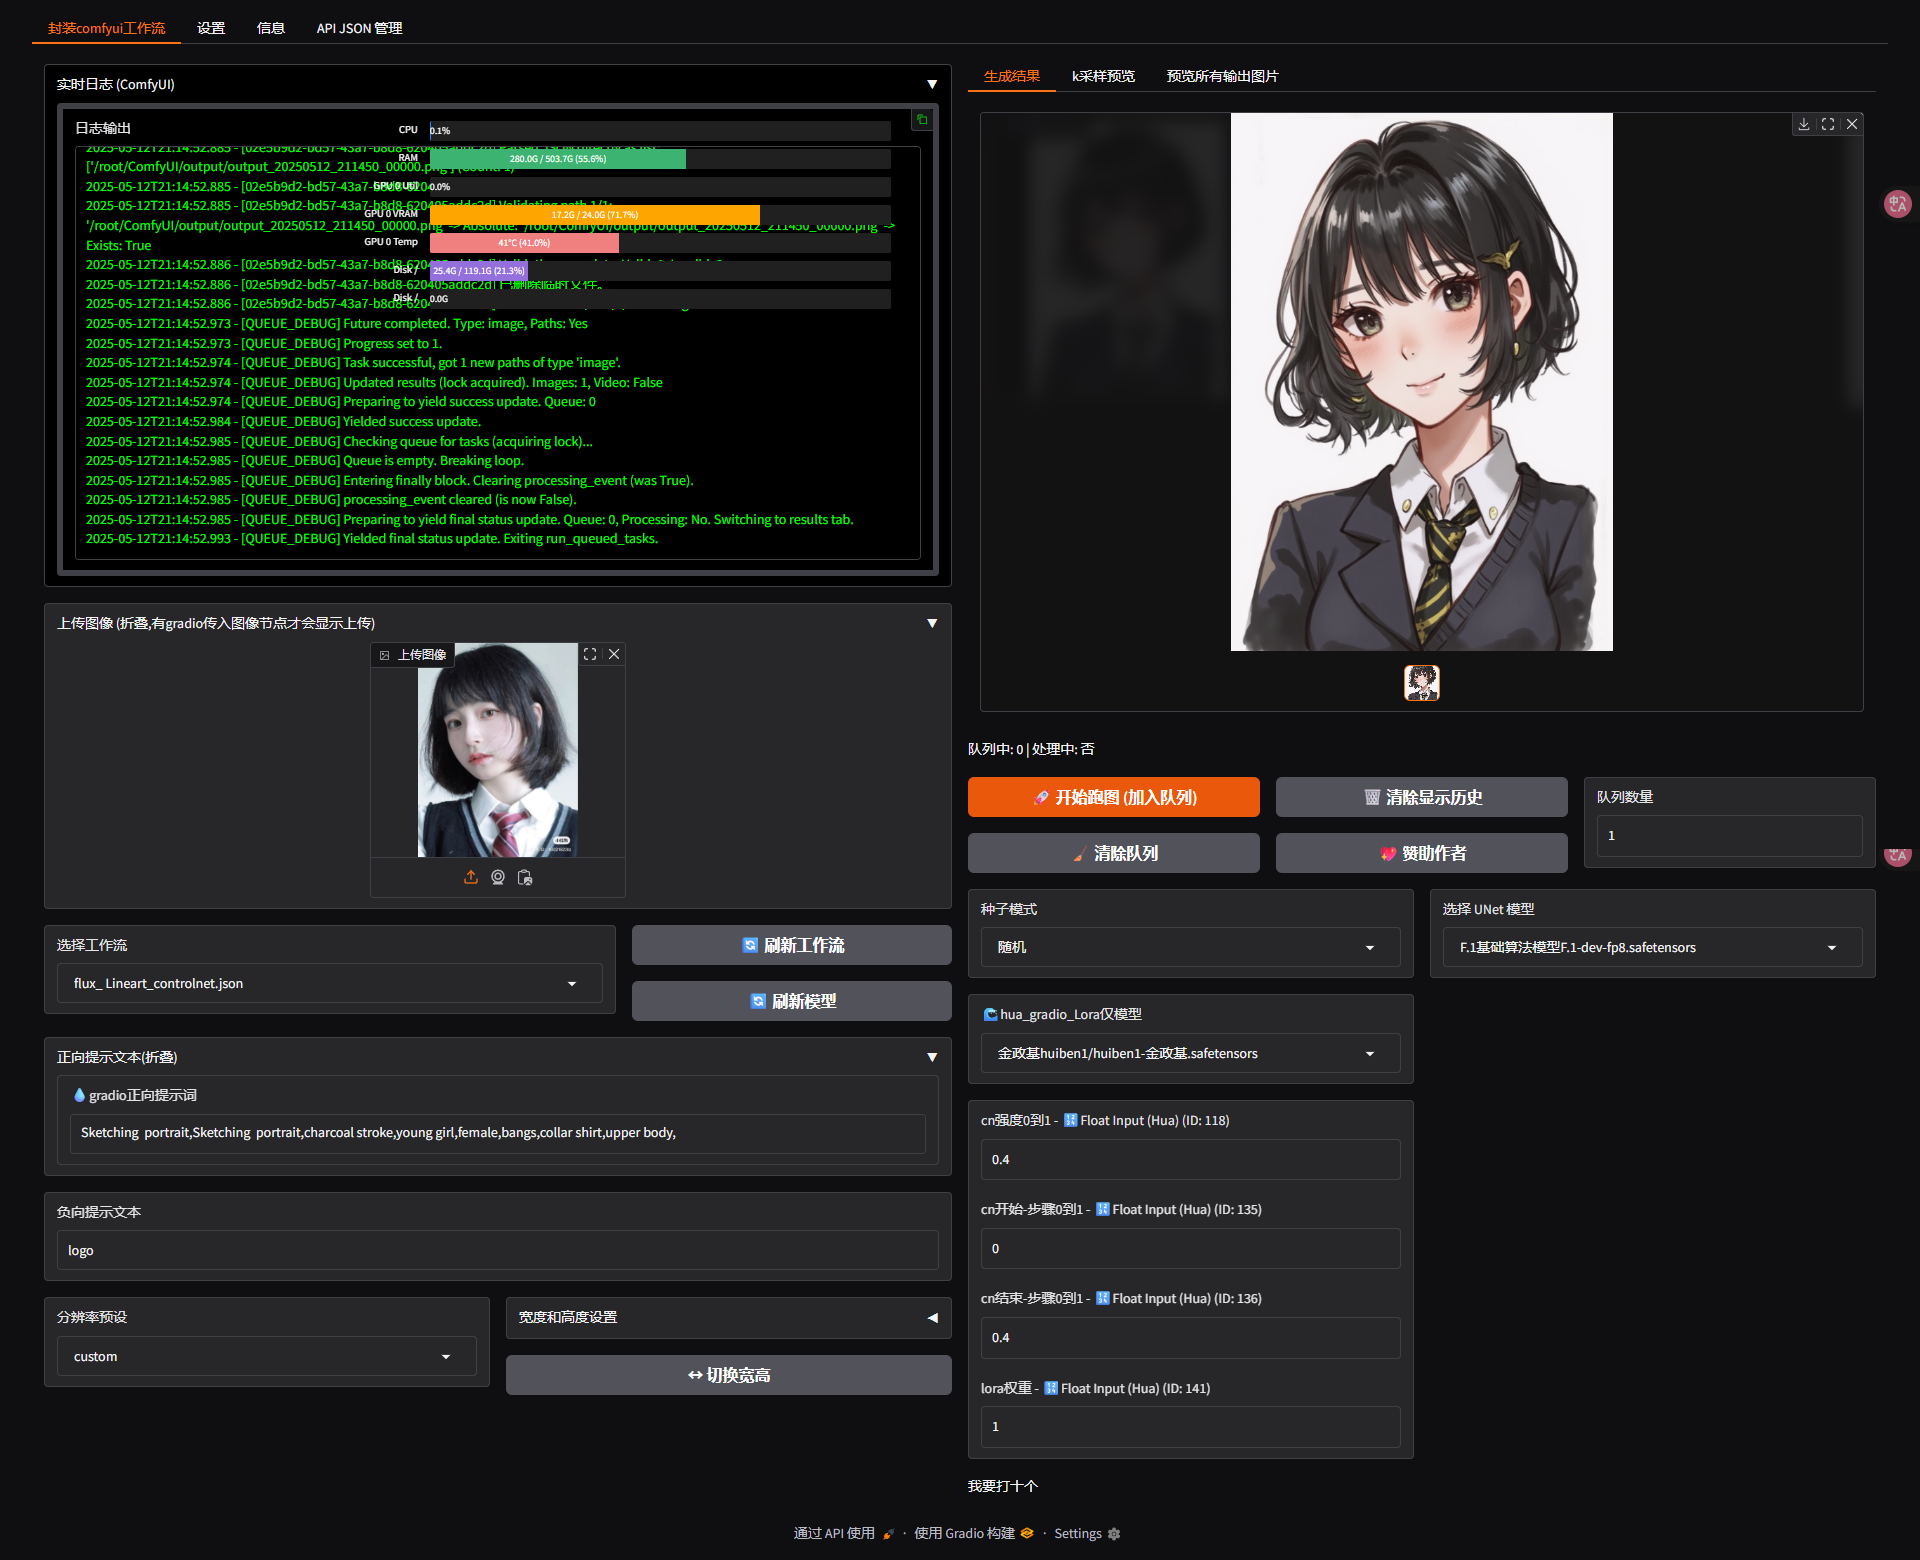 封装comfyui工作流
设置
信息
API JSON 管理
实时日志 (ComfyUI)
▼
日志输出
CPU
0.1%
RAM
280.0G / 503.7G (55.6%)
['/root/ComfyUI/output/output_20250512_211450_00000.png']
2025-05-12T21:14:52.885 - [02e5b9d2-bd57-43a7-b8d8-620
GPU 0 Util
0.0%
2025-05-12T21:14:52.885 - [02e5b9d2-bd57-43a7-b8d8-620405addc2d] Validating path 1/1:
GPU 0 VRAM
17.2G / 24.0G (71.7%)
'/root/ComfyUI/output/output_20250512_211450_00000.png' -> Absolute: '/root/ComfyUI/output/output_20250512_211450_00000.png' ->
Exists: True
GPU 0 Temp
41°C (41.0%)
2025-05-12T21:14:52.886 - [02e5b9d2-bd57-43a7-b8d8-620405addc2d]
Disk /
25.4G / 119.1G (21.3%)
2025-05-12T21:14:52.886 - [02e5b9d2-bd57-43a7-b8d8-620405addc2d] 删除临时文件。
2025-05-12T21:14:52.886 - [02e5b9d2-bd57-43a7-b8d8-620
Disk /
0.0G
2025-05-12T21:14:52.973 - [QUEUE_DEBUG] Future completed. Type: image, Paths: Yes
2025-05-12T21:14:52.973 - [QUEUE_DEBUG] Progress set to 1.
2025-05-12T21:14:52.974 - [QUEUE_DEBUG] Task successful, got 1 new paths of type 'image'.
2025-05-12T21:14:52.974 - [QUEUE_DEBUG] Updated results (lock acquired). Images: 1, Video: False
2025-05-12T21:14:52.974 - [QUEUE_DEBUG] Preparing to yield success update. Queue: 0
2025-05-12T21:14:52.984 - [QUEUE_DEBUG] Yielded success update.
2025-05-12T21:14:52.985 - [QUEUE_DEBUG] Checking queue for tasks (acquiring lock)...
2025-05-12T21:14:52.985 - [QUEUE_DEBUG] Queue is empty. Breaking loop.
2025-05-12T21:14:52.985 - [QUEUE_DEBUG] Entering finally block. Clearing processing_event (was True).
2025-05-12T21:14:52.985 - [QUEUE_DEBUG] processing_event cleared (is now False).
2025-05-12T21:14:52.985 - [QUEUE_DEBUG] Preparing to yield final status update. Queue: 0, Processing: No. Switching to results tab.
2025-05-12T21:14:52.993 - [QUEUE_DEBUG] Yielded final status update. Exiting run_queued_tasks.
上传图像 (折叠,有gradio传入图像节点才会显示上传)
▼
上传图像
选择工作流
flux_ Lineart_controlnet.json
🔄 刷新工作流
🔄 刷新模型
正向提示文本(折叠)
▼
💧gradio正向提示词
Sketching  portrait,Sketching  portrait,charcoal stroke,young girl,female,bangs,collar shirt,upper body,
负向提示文本
logo
分辨率预设
custom
宽度和高度设置
◀
↔ 切换宽高
生成结果
k采样预览
预览所有输出图片
队列中: 0 | 处理中: 否
🚀 开始跑图 (加入队列)
🗑️ 清除显示历史
队列数量
1
🧹 清除队列
💖 赞助作者
种子模式
随机
选择 UNet 模型
F.1基础算法模型F.1-dev-fp8.safetensors
🌊hua_gradio_Lora仅模型
金政基huiben1/huiben1-金政基.safetensors
cn强度0到1 - 🔢 Float Input (Hua) (ID: 118)
0.4
cn开始-步骤0到1 - 🔢 Float Input (Hua) (ID: 135)
0
cn结束-步骤0到1 - 🔢 Float Input (Hua) (ID: 136)
0.4
lora权重 - 🔢 Float Input (Hua) (ID: 141)
1
我要打十个
通过 API 使用 🚀 · 使用 Gradio 构建 · Settings ⚙
中A